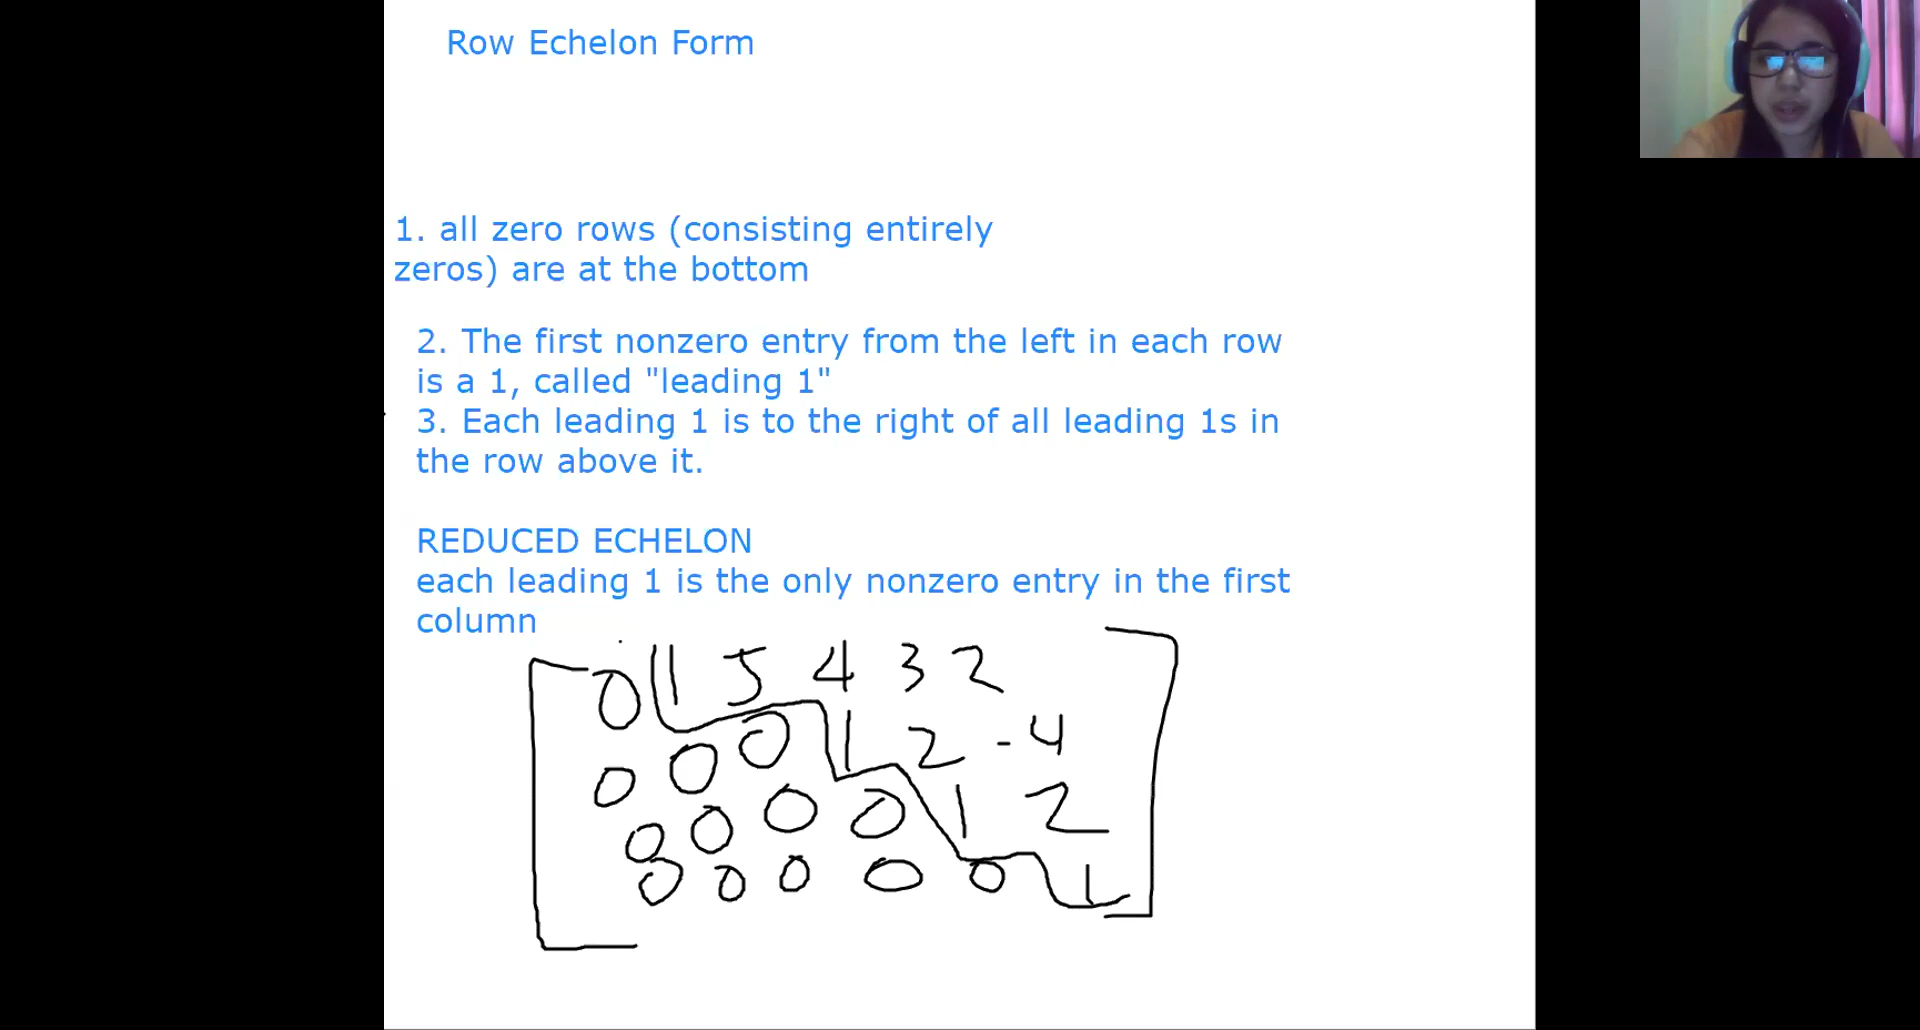 Row Echelon Form
1. all zero rows (consisting entirely
zeros) are at the bottom
2. The first nonzero entry from the left in each row
is a 1, called "leading 1"
3. Each leading 1 is to the right of all leading 1s in
the row above it.
REDUCED ECHELON
each leading 1 is the only nonzero entry in the first
column
0 1 5 4 3 2
0 0 0 1 2 -4
0 0 0 0 1 2
0 0 0 0 0 1